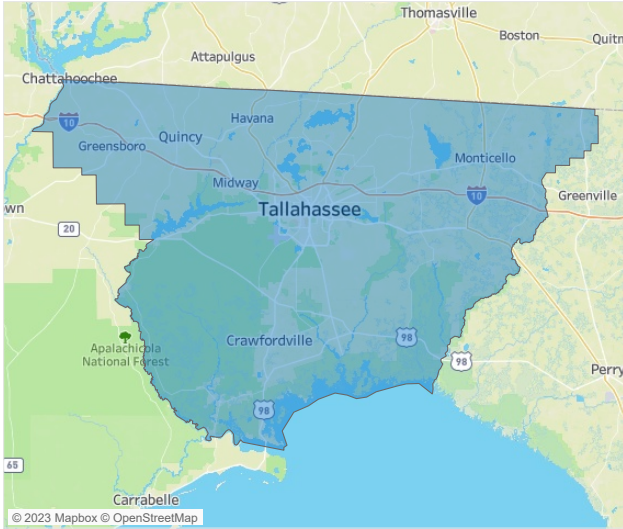 Thomasville
Boston
Quitn
Attapulgus
Chattahoochee
Havana
10
Quincy
Greensboro
Monticello
Midway
10
Greenville
wn
Tallahassee
20
Crawfordville
98
Apalachicola
National Forest
98
Perry
98
65
Carrabelle
© 2023 Mapbox © OpenStreetMap